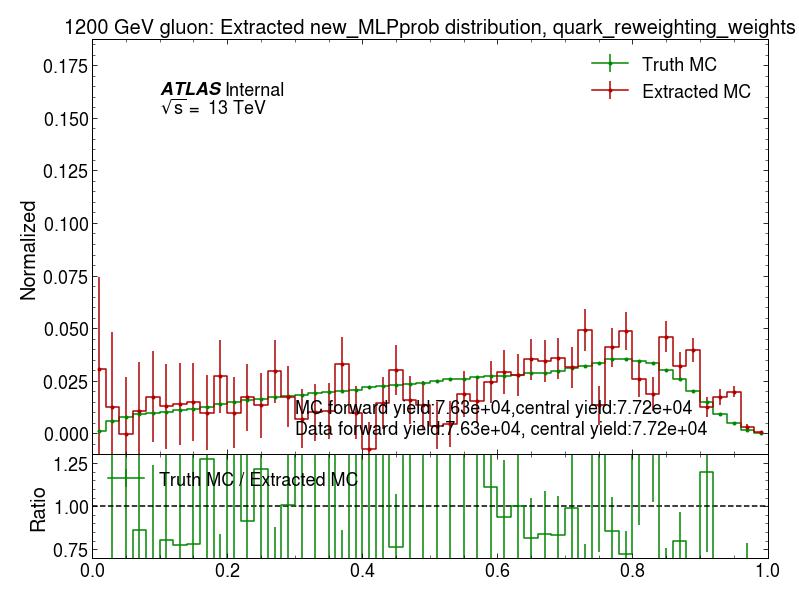 1200 GeV gluon: Extracted new_MLPprob distribution, quark_reweighting_weights
0.175
0.150
0.125
0.100
0.075
0.050
0.025
0.000
Normalized
ATLAS Internal
√s = 13 TeV
Truth MC
Extracted MC
MC forward yield:7.63e+04,central yield:7.72e+04
Data forward yield:7.63e+04, central yield:7.72e+04
1.25
1.00
0.75
Ratio
Truth MC / Extracted MC
0.0 0.2 0.4 0.6 0.8 1.0